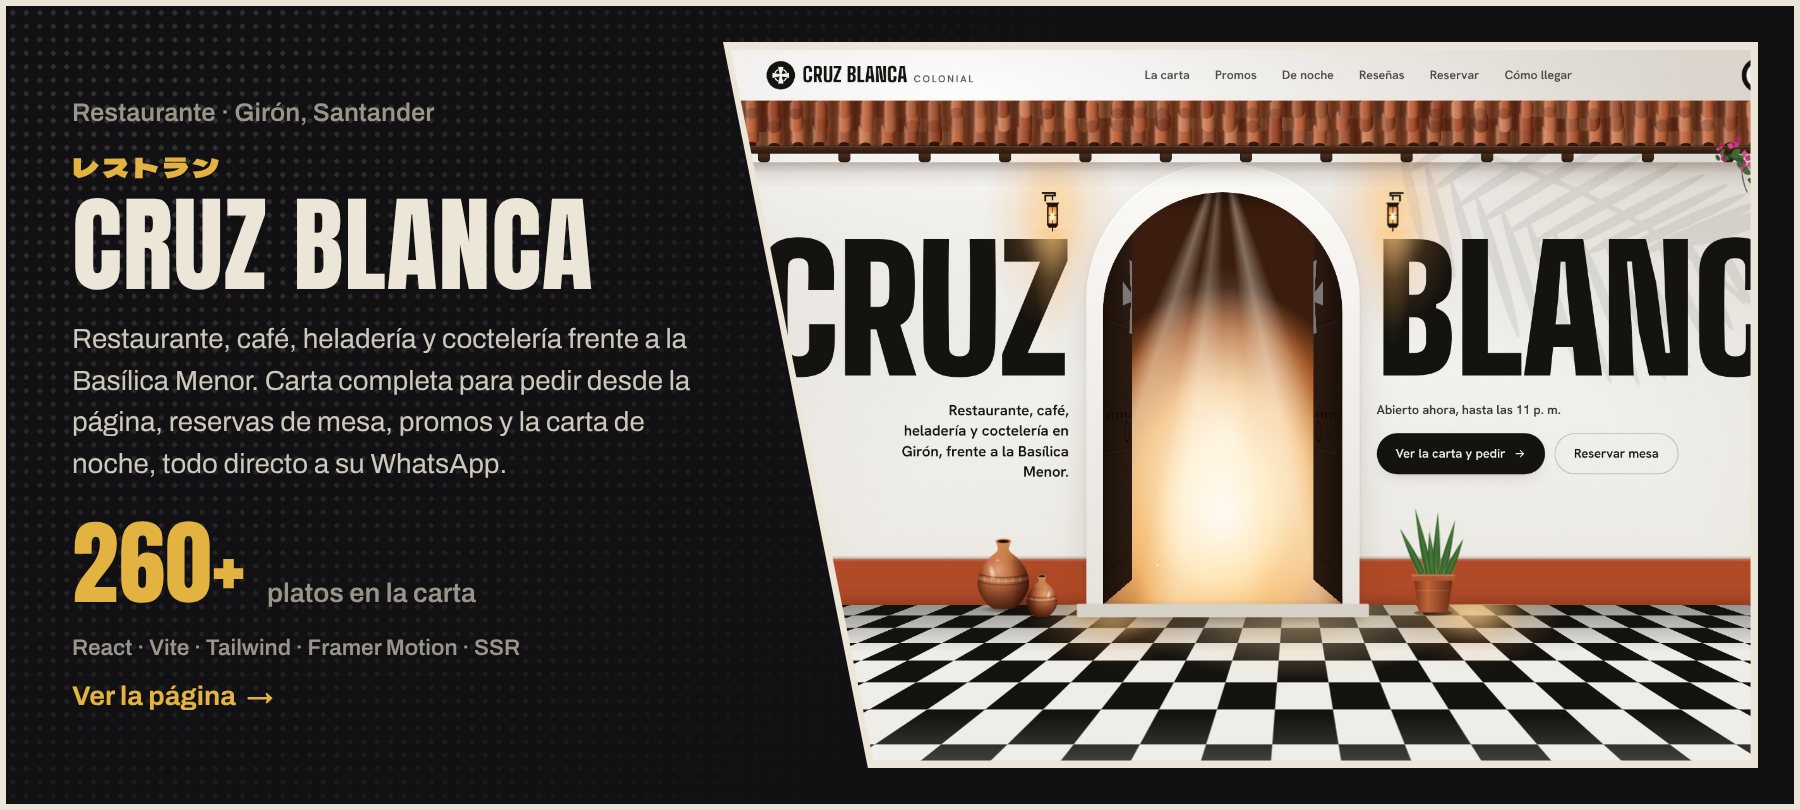 Restaurante · Girón, Santander
レストラン
CRUZ BLANCA
Restaurante, café, heladería y coctelería frente a la
Basílica Menor. Carta completa para pedir desde la
página, reservas de mesa, promos y la carta de
noche, todo directo a su WhatsApp.
260+ platos en la carta
React · Vite · Tailwind · Framer Motion · SSR
Ver la página →
CRUZ BLANCA COLONIAL
La carta Promos De noche Reseñas Reservar Cómo llegar
CRUZ BLANC
Restaurante, café,
heladería y coctelería en
Girón, frente a la Basílica
Menor.
Abierto ahora, hasta las 11 p. m.
Ver la carta y pedir →
Reservar mesa